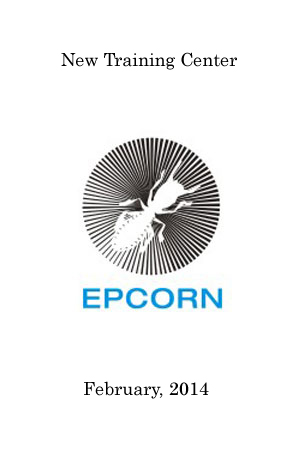 New Training Center
EPCORN
February, 2014